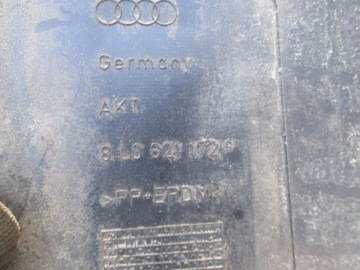 Germany
AKT
8L0 821 172
>PP-EPDM<